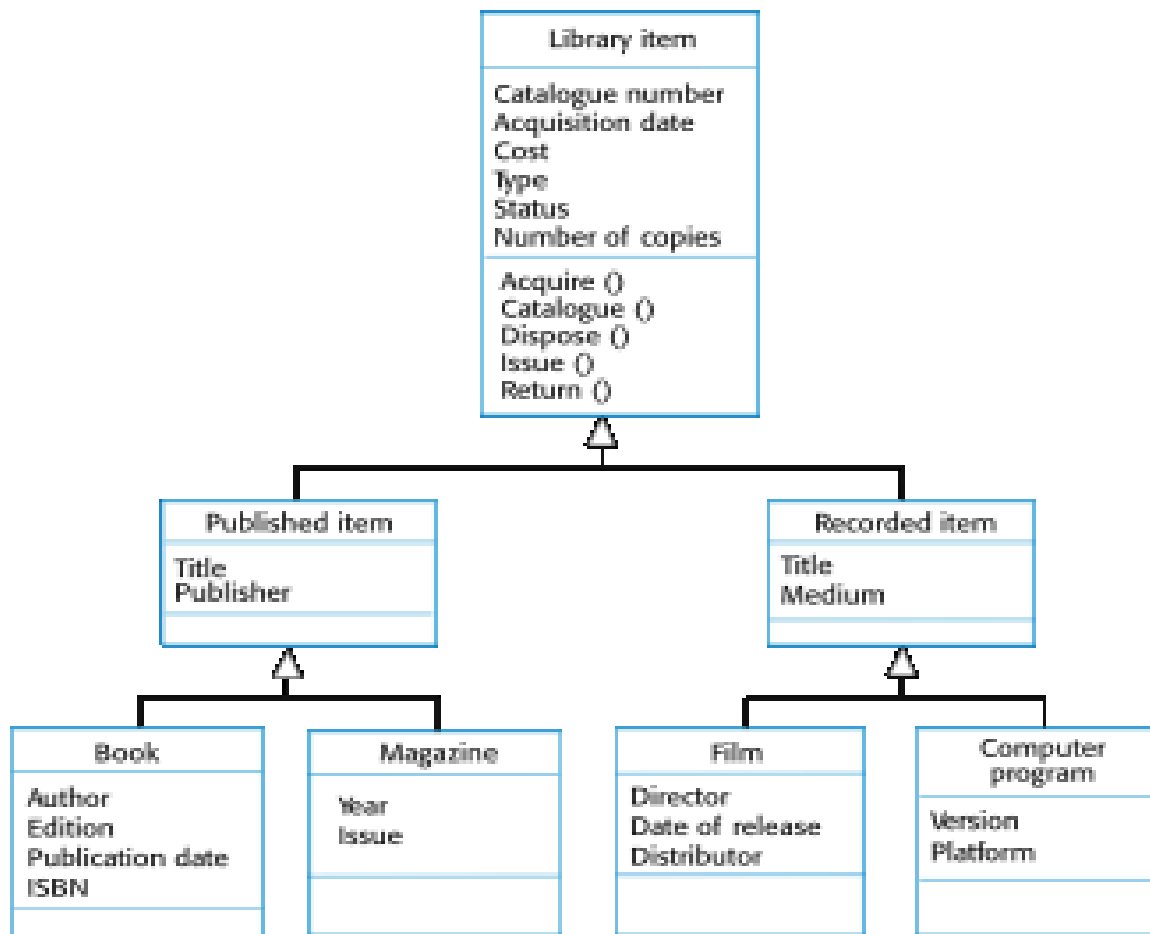 Library item
Catalogue number
Acquisition date
Cost
Type
Status
Number of copies
Acquire ()
Catalogue ()
Dispose ()
Issue ()
Return ()
Published item
Title
Publisher
Recorded item
Title
Medium
Book
Author
Edition
Publication date
ISBN
Magazine
Year
Issue
Film
Director
Date of release
Distributor
Computer
program
Version
Platform